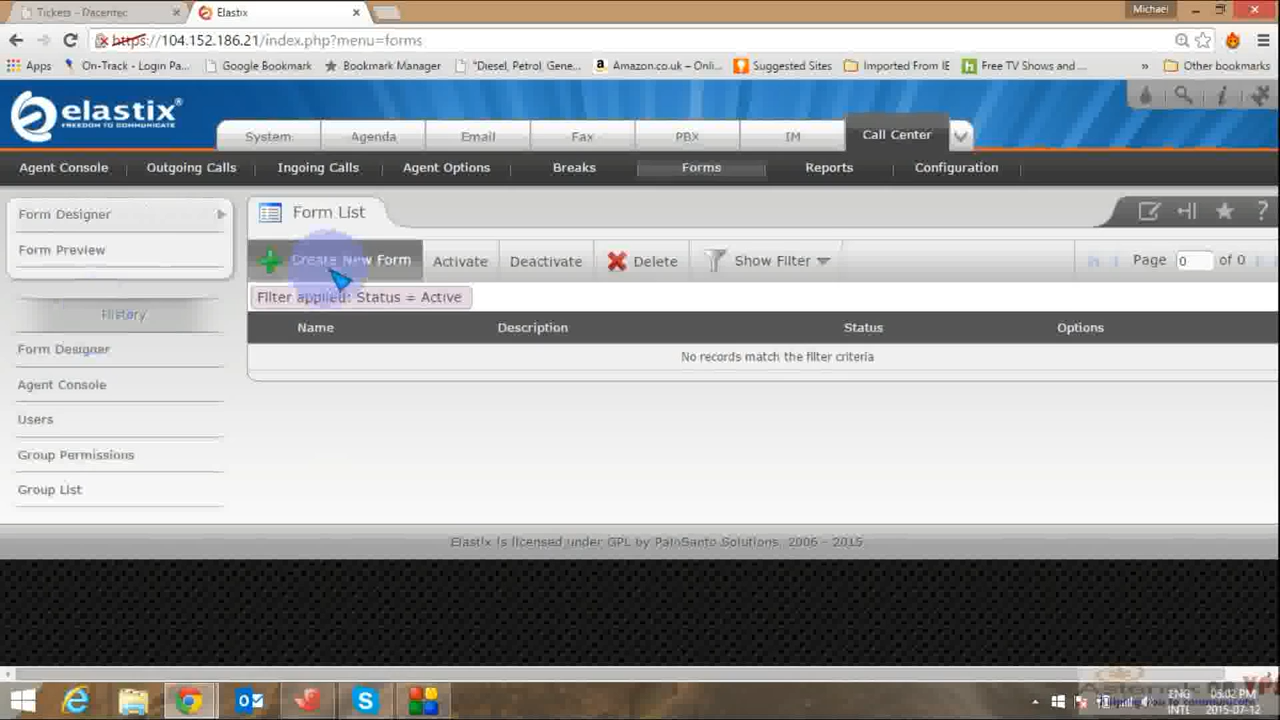 Tickets - Dacentec
Elastix
Michael
https://104.152.186.21/index.php?menu=forms
Apps
On-Track - Login Pa...
Google Bookmark
Bookmark Manager
"Diesel, Petrol, Gene...
Amazon.co.uk – Onli...
Suggested Sites
Imported From IE
Free TV Shows and ...
»
Other bookmarks
elastix®
FREEDOM TO COMMUNICATE
System
Agenda
Email
Fax
PBX
IM
Call Center
Agent Console
Outgoing Calls
Ingoing Calls
Agent Options
Breaks
Forms
Reports
Configuration
Form Designer
Form Preview
History
Form Designer
Agent Console
Users
Group Permissions
Group List
Form List
Create New Form
Activate
Deactivate
Delete
Show Filter
Page 0 of 0
Filter applied: Status = Active
Name
Description
Status
Options
No records match the filter criteria
Elastix is licensed under GPL by PaloSanto Solutions. 2006 - 2015
ENG
INTL
05:02 PM
2015-07-12